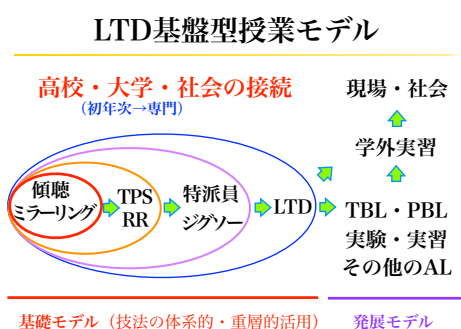 LTD基盤型授業モデル
高校・大学・社会の接続
（初年次→専門）
現場・社会
学外実習
傾聴
ミラーリング
TPS
RR
特派員
ジグソー
LTD
TBL・PBL
実験・実習
その他のAL
基礎モデル（技法の体系的・重層的活用）
発展モデル